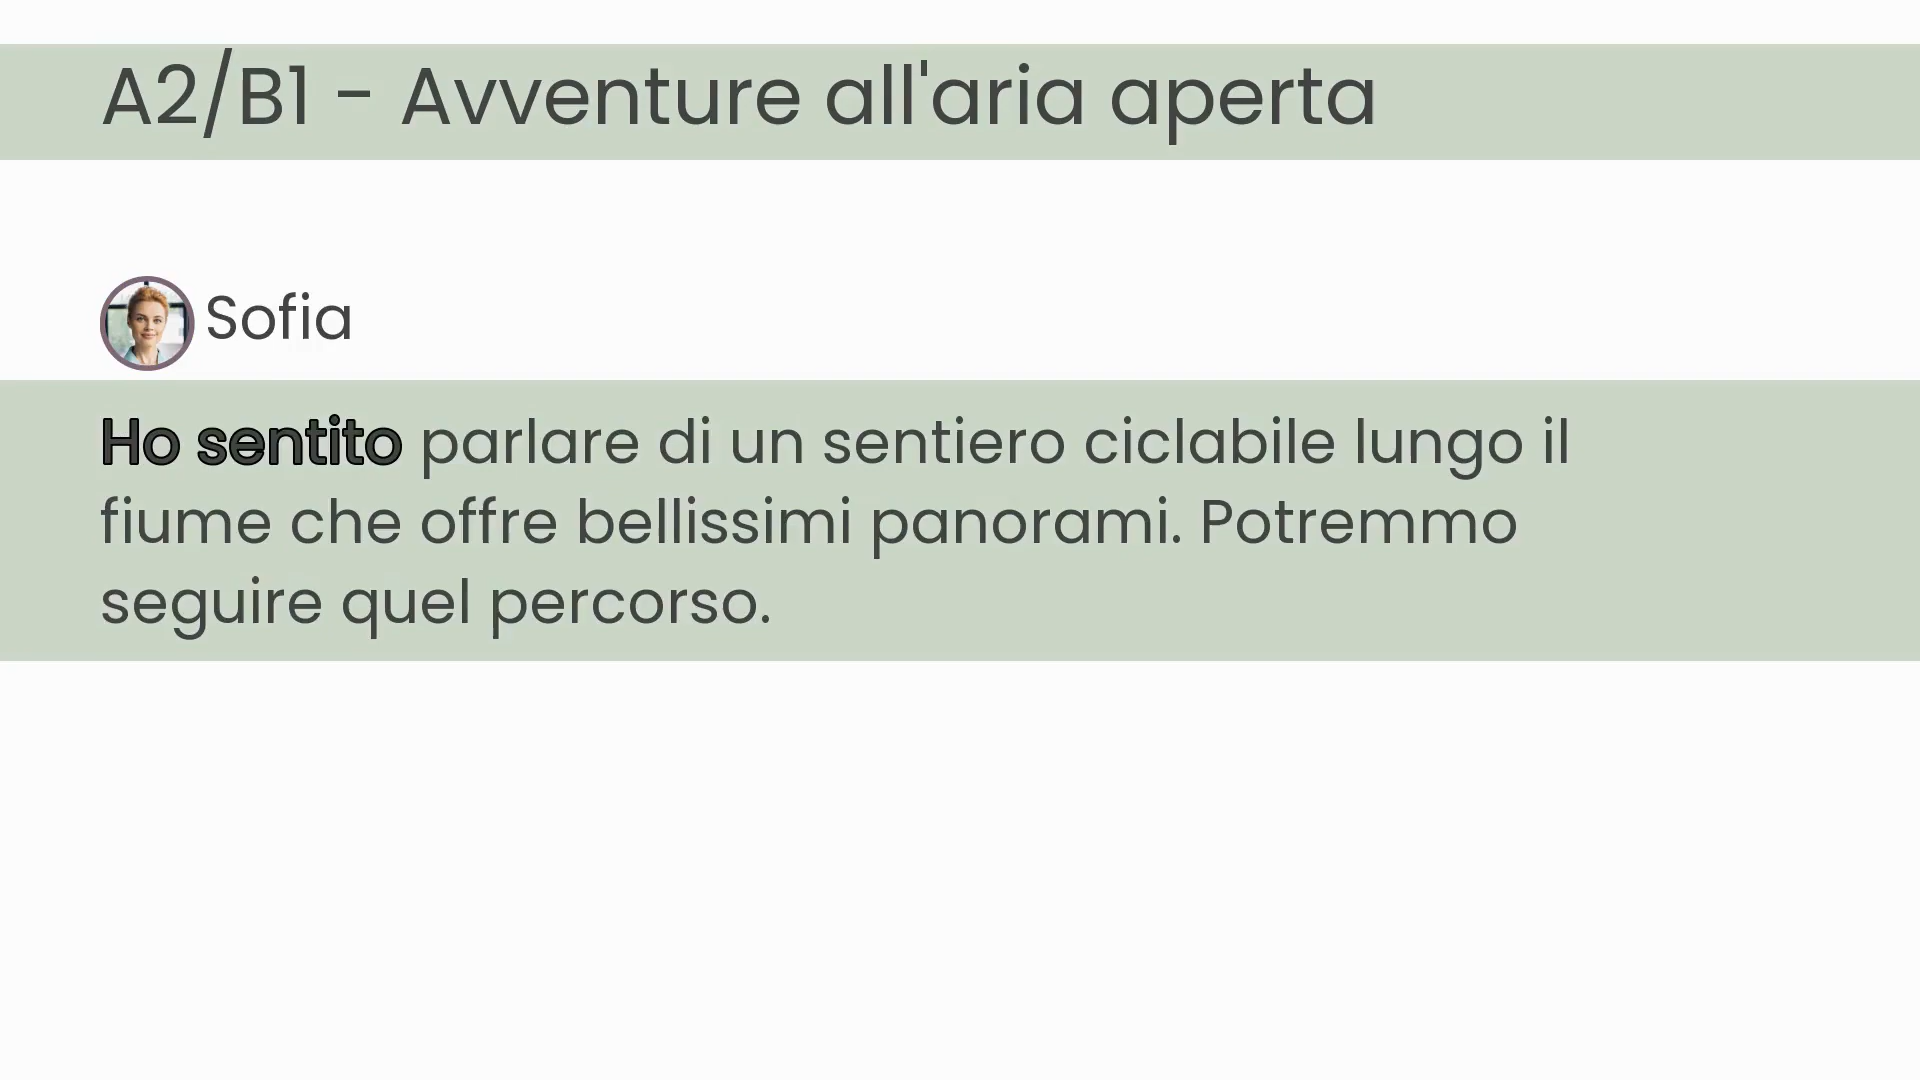 A2/B1 - Avventure all'aria aperta
Sofia
Ho sentito parlare di un sentiero ciclabile lungo il
fiume che offre bellissimi panorami. Potremmo
seguire quel percorso.